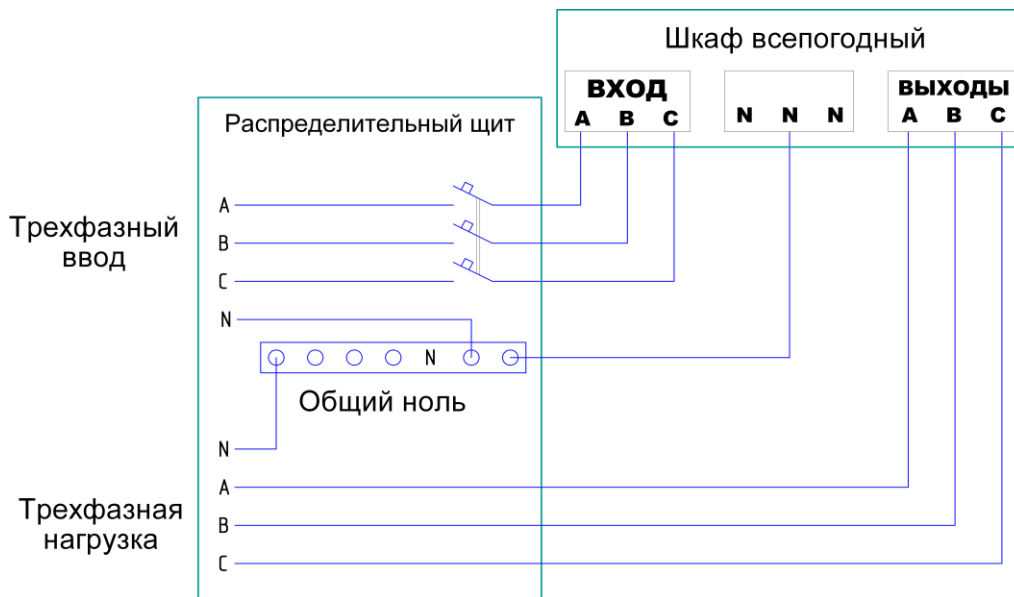 Шкаф всепогодный
ВХОД
A B C
N N N
ВЫХОДЫ
A B C
Распределительный щит
Трехфазный
ввод
A
B
C
N
N
Общий ноль
Трехфазная
нагрузка
N
A
B
C